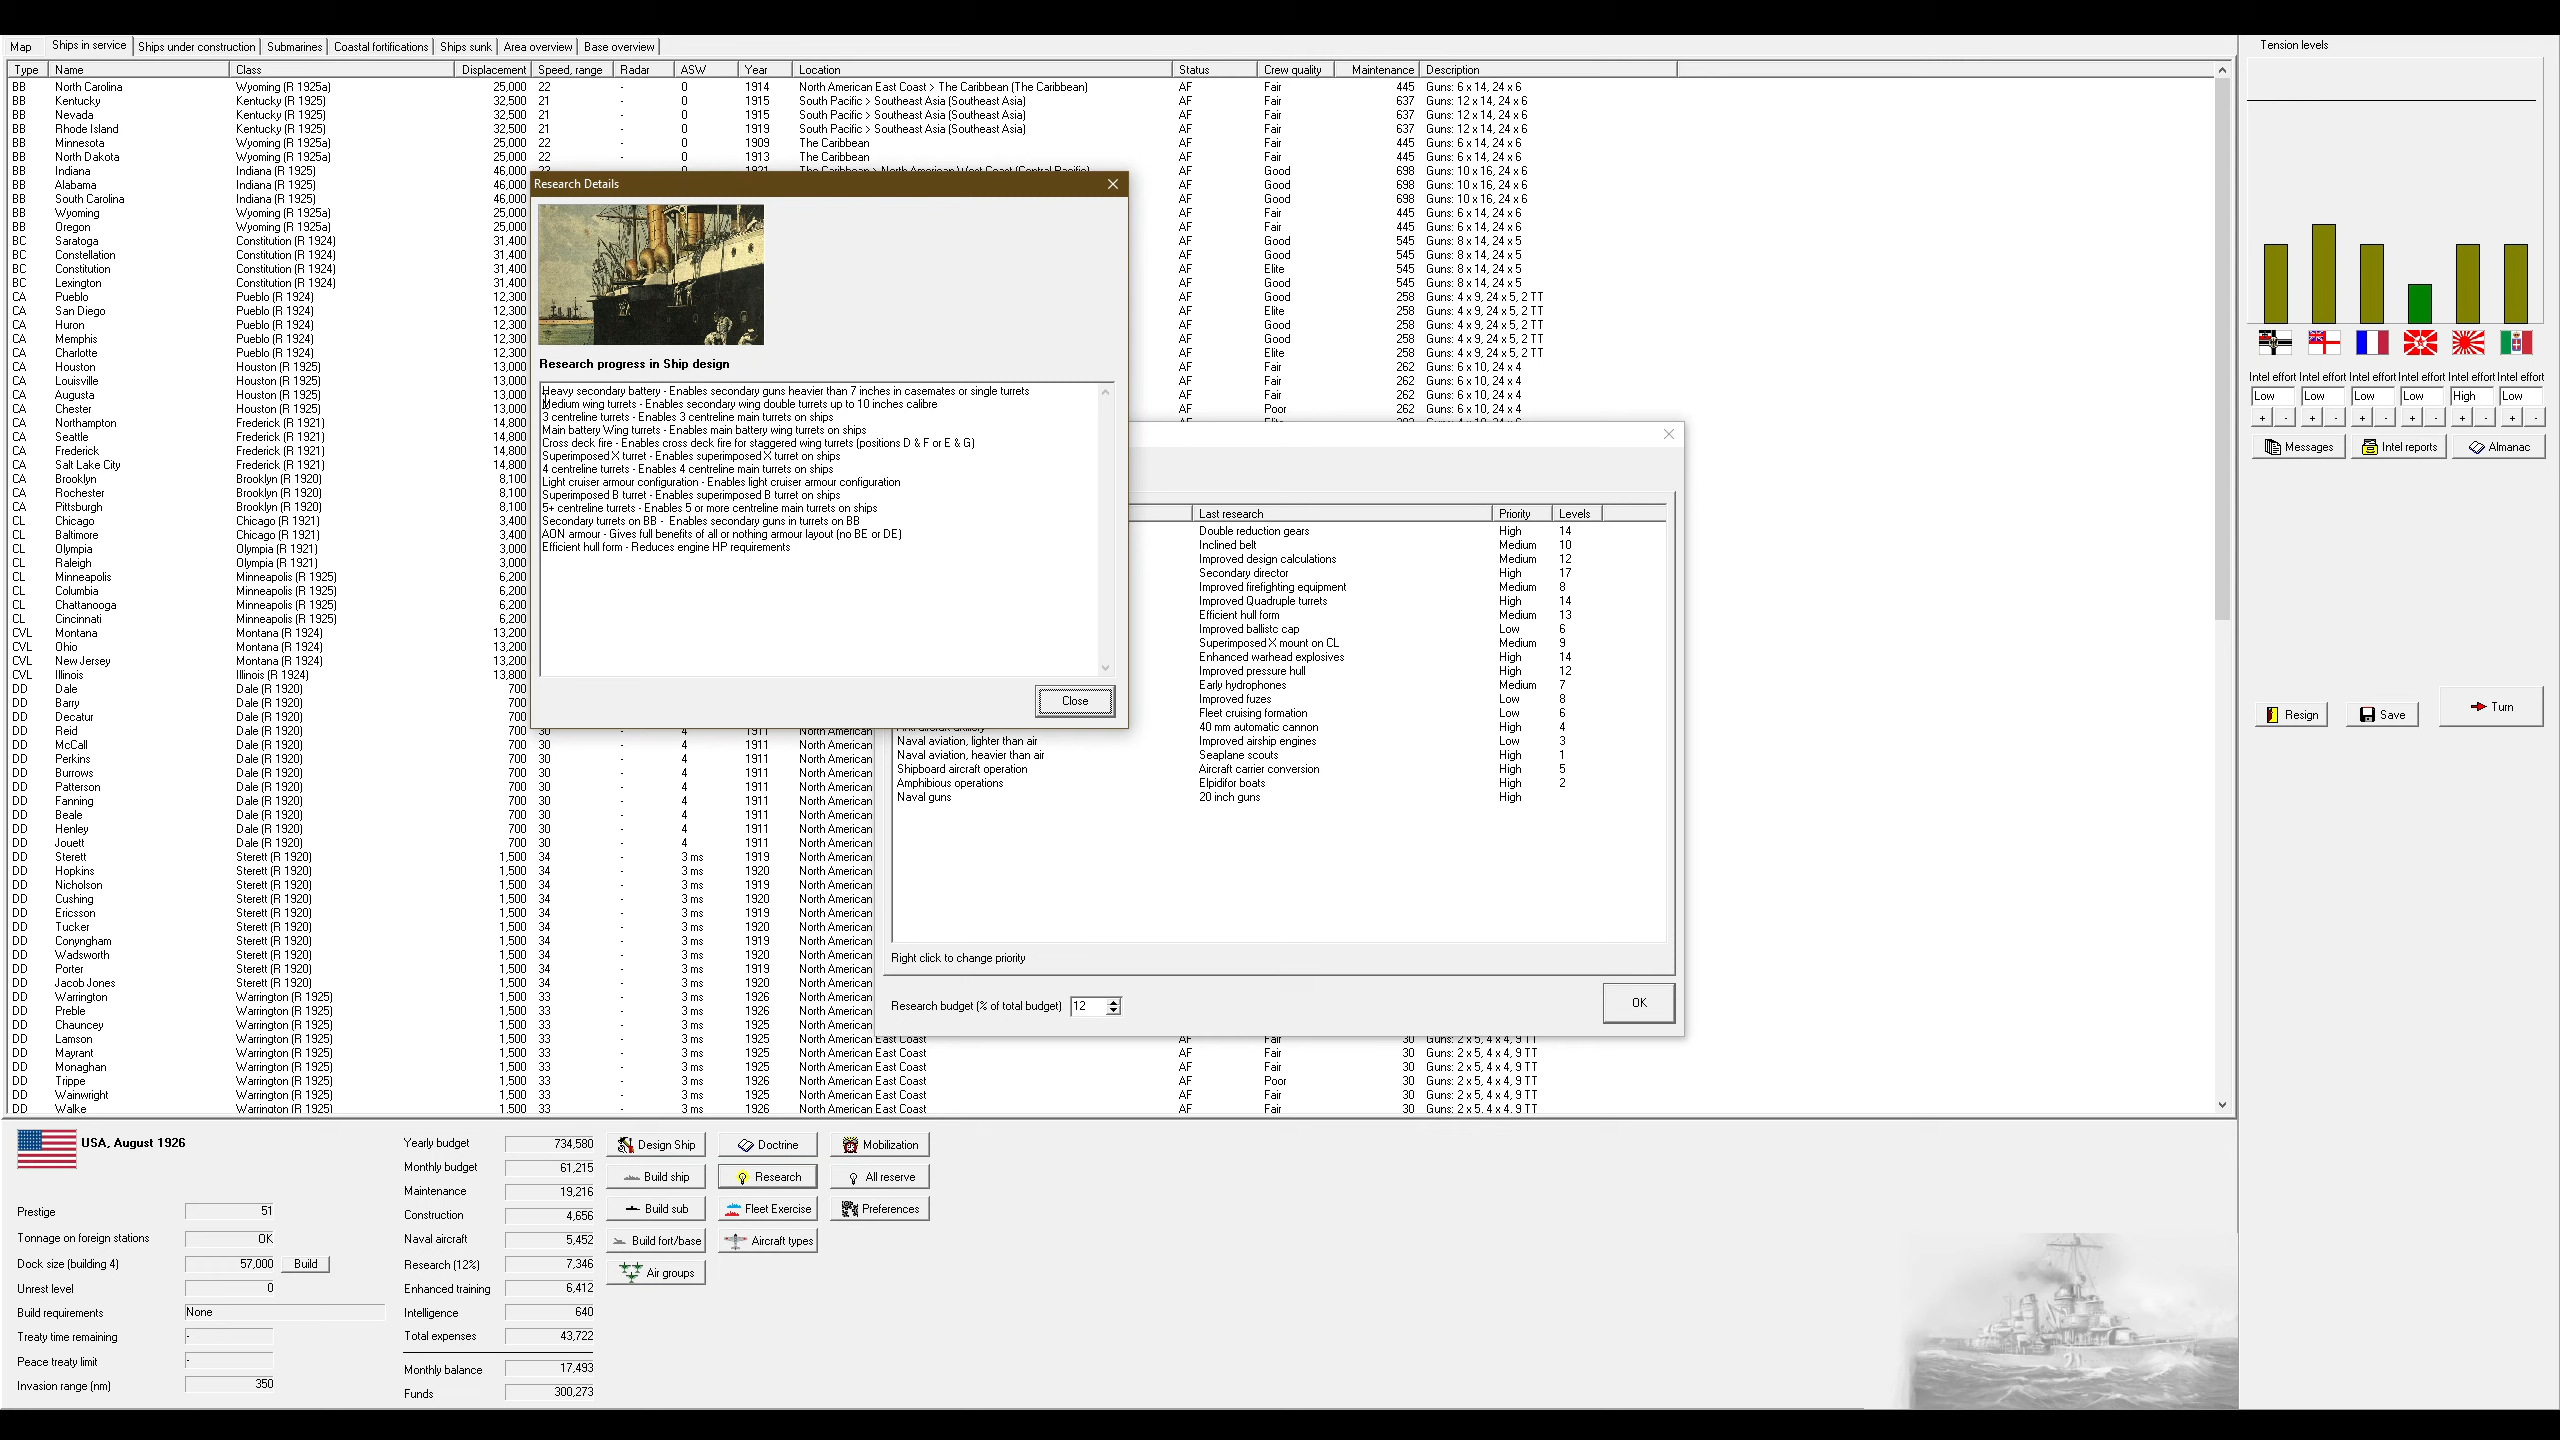 Map Ships in service Ships under construction Submarines Coastal fortifications Ships sunk Area overview Base overview Tension levels
Type Name Class Displacement Speed, range Radar ASW Year Location Status Crew quality Maintenance Description
BB North Carolina Wyoming (R 1925a) 25,000 22 - 0 1914 North American East Coast > The Caribbean (The Caribbean) AF Fair 445 Guns: 6 x 14, 24 x 6
BB Kentucky Kentucky (R 1925) 32,500 21 - 0 1915 South Pacific > Southeast Asia (Southeast Asia) AF Fair 637 Guns: 12 x 14, 24 x 6
BB Nevada Kentucky (R 1925) 32,500 21 - 0 1915 South Pacific > Southeast Asia (Southeast Asia) AF Fair 637 Guns: 12 x 14, 24 x 6
BB Rhode Island Kentucky (R 1925) 32,500 21 - 0 1919 South Pacific > Southeast Asia (Southeast Asia) AF Fair 637 Guns: 12 x 14, 24 x 6
BB Minnesota Wyoming (R 1925a) 25,000 22 - 0 1909 The Caribbean AF Fair 445 Guns: 6 x 14, 24 x 6
BB North Dakota Wyoming (R 1925a) 25,000 22 - 0 1913 The Caribbean AF Fair 445 Guns: 6 x 14, 24 x 6
BB Indiana Indiana (R 1925) 46,000 AF Good 698 Guns: 10 x 16, 24 x 6
BB Alabama Indiana (R 1925) 46,000 AF Good 698 Guns: 10 x 16, 24 x 6
BB South Carolina Indiana (R 1925) 46,000 AF Good 698 Guns: 10 x 16, 24 x 6
BB Wyoming Wyoming (R 1925a) 25,000 AF Fair 445 Guns: 6 x 14, 24 x 6
BB Oregon Wyoming (R 1925a) 25,000 AF Fair 445 Guns: 6 x 14, 24 x 6
BC Saratoga Constitution (R 1924) 31,400 AF Good 545 Guns: 8 x 14, 24 x 5
BC Constellation Constitution (R 1924) 31,400 AF Good 545 Guns: 8 x 14, 24 x 5
BC Constitution Constitution (R 1924) 31,400 AF Elite 545 Guns: 8 x 14, 24 x 5
BC Lexington Constitution (R 1924) 31,400 AF Good 545 Guns: 8 x 14, 24 x 5
CA Pueblo Pueblo (R 1924) 12,300 AF Good 258 Guns: 4 x 9, 24 x 5, 2 TT
CA San Diego Pueblo (R 1924) 12,300 AF Elite 258 Guns: 4 x 9, 24 x 5, 2 TT
CA Huron Pueblo (R 1924) 12,300 AF Good 258 Guns: 4 x 9, 24 x 5, 2 TT
CA Memphis Pueblo (R 1924) 12,300 AF Good 258 Guns: 4 x 9, 24 x 5, 2 TT
CA Charlotte Pueblo (R 1924) 12,300 AF Elite 258 Guns: 4 x 9, 24 x 5, 2 TT
CA Houston Houston (R 1925) 13,000 AF Fair 262 Guns: 6 x 10, 24 x 4
CA Louisville Houston (R 1925) 13,000 AF Fair 262 Guns: 6 x 10, 24 x 4
CA Augusta Houston (R 1925) 13,000 AF Fair 262 Guns: 6 x 10, 24 x 4
CA Chester Houston (R 1925) 13,000 AF Poor 262 Guns: 6 x 10, 24 x 4
CA Northampton Frederick (R 1921) 14,800
CA Seattle Frederick (R 1921) 14,800
CA Frederick Frederick (R 1921) 14,800
CA Salt Lake City Frederick (R 1921) 14,800
CA Brooklyn Brooklyn (R 1920) 8,100
CA Rochester Brooklyn (R 1920) 8,100
CA Pittsburgh Brooklyn (R 1920) 8,100
CL Chicago Chicago (R 1921) 3,400
CL Baltimore Chicago (R 1921) 3,400
CL Olympia Olympia (R 1921) 3,000
CL Raleigh Olympia (R 1921) 3,000
CL Minneapolis Minneapolis (R 1925) 6,200
CL Columbia Minneapolis (R 1925) 6,200
CL Chattanooga Minneapolis (R 1925) 6,200
CL Cincinnati Minneapolis (R 1925) 6,200
CVL Montana Montana (R 1924) 13,200
CVL Ohio Montana (R 1924) 13,200
CVL New Jersey Montana (R 1924) 13,200
CVL Illinois Illinois (R 1924) 13,800
DD Dale Dale (R 1920) 700
DD Barry Dale (R 1920) 700
DD Decatur Dale (R 1920) 700
DD Reid Dale (R 1920) 700 30 - 4 1911 North American
DD McCall Dale (R 1920) 700 30 - 4 1911 North American
DD Perkins Dale (R 1920) 700 30 - 4 1911 North American
DD Burrows Dale (R 1920) 700 30 - 4 1911 North American
DD Patterson Dale (R 1920) 700 30 - 4 1911 North American
DD Fanning Dale (R 1920) 700 30 - 4 1911 North American
DD Beale Dale (R 1920) 700 30 - 4 1911 North American
DD Henley Dale (R 1920) 700 30 - 4 1911 North American
DD Jouett Dale (R 1920) 700 30 - 4 1911 North American
DD Sterett Sterett (R 1920) 1,500 34 - 3 ms 1919 North American
DD Hopkins Sterett (R 1920) 1,500 34 - 3 ms 1920 North American
DD Nicholson Sterett (R 1920) 1,500 34 - 3 ms 1919 North American
DD Cushing Sterett (R 1920) 1,500 34 - 3 ms 1920 North American
DD Ericsson Sterett (R 1920) 1,500 34 - 3 ms 1919 North American
DD Tucker Sterett (R 1920) 1,500 34 - 3 ms 1920 North American
DD Conyngham Sterett (R 1920) 1,500 34 - 3 ms 1919 North American
DD Wadsworth Sterett (R 1920) 1,500 34 - 3 ms 1920 North American
DD Porter Sterett (R 1920) 1,500 34 - 3 ms 1919 North American
DD Jacob Jones Sterett (R 1920) 1,500 34 - 3 ms 1920 North American
DD Warrington Warrington (R 1925) 1,500 33 - 3 ms 1926 North American
DD Preble Warrington (R 1925) 1,500 33 - 3 ms 1926 North American
DD Chauncey Warrington (R 1925) 1,500 33 - 3 ms 1925 North American
DD Lamson Warrington (R 1925) 1,500 33 - 3 ms 1925 North American East Coast AF Fair 30 Guns: 2 x 5, 4 x 4, 9 TT
DD Mayrant Warrington (R 1925) 1,500 33 - 3 ms 1925 North American East Coast AF Fair 30 Guns: 2 x 5, 4 x 4, 9 TT
DD Monaghan Warrington (R 1925) 1,500 33 - 3 ms 1925 North American East Coast AF Fair 30 Guns: 2 x 5, 4 x 4, 9 TT
DD Trippe Warrington (R 1925) 1,500 33 - 3 ms 1926 North American East Coast AF Poor 30 Guns: 2 x 5, 4 x 4, 9 TT
DD Wainwright Warrington (R 1925) 1,500 33 - 3 ms 1925 North American East Coast AF Fair 30 Guns: 2 x 5, 4 x 4, 9 TT
DD Walke Warrington (R 1925) 1,500 33 - 3 ms 1926 North American East Coast AF Fair 30 Guns: 2 x 5, 4 x 4, 9 TT
Research Details
Research progress in Ship design
Heavy secondary battery - Enables secondary guns heavier than 7 inches in casemates or single turrets
Medium wing turrets - Enables secondary wing double turrets up to 10 inches calibre
3 centreline turrets - Enables 3 centreline main turrets on ships
Main battery Wing turrets - Enables main battery wing turrets on ships
Cross deck fire - Enables cross deck fire for staggered wing turrets (positions D & F or E & G)
Superimposed X turret - Enables superimposed X turret on ships
4 centreline turrets - Enables 4 centreline main turrets on ships
Light cruiser armour configuration - Enables light cruiser armour configuration
Superimposed B turret - Enables superimposed B turret on ships
5+ centreline turrets - Enables 5 or more centreline main turrets on ships
Secondary turrets on BB - Enables secondary guns in turrets on BB
AON armour - Gives full benefits of all or nothing armour layout (no BE or DE)
Efficient hull form - Reduces engine HP requirements
Close
Last research Priority Levels
Double reduction gears High 14
Inclined belt Medium 10
Improved design calculations Medium 12
Secondary director High 17
Improved firefighting equipment Medium 8
Improved Quadruple turrets High 14
Efficient hull form Medium 13
Improved ballistc cap Low 6
Superimposed X mount on CL Medium 9
Enhanced warhead explosives High 14
Improved pressure hull High 12
Early hydrophones Medium 7
Improved fuzes Low 8
Fleet cruising formation Low 6
40 mm automatic cannon High 4
Naval aviation, lighter than air Improved airship engines Low 3
Naval aviation, heavier than air Seaplane scouts High 1
Shipboard aircraft operation Aircraft carrier conversion High 5
Amphibious operations Elpidifor boats High 2
Naval guns 20 inch guns High
Right click to change priority
Research budget (% of total budget) 12
OK
Intel effort Intel effort Intel effort Intel effort Intel effort Intel effort
Low Low Low Low High Low
+ - + - + - + - + - + -
Messages Intel reports Almanac
Resign Save Turn
USA, August 1926
Prestige 51
Tonnage on foreign stations OK
Dock size (building 4) 57,000 Build
Unrest level 0
Build requirements None
Treaty time remaining -
Peace treaty limit -
Invasion range (nm) 350
Yearly budget 734,580
Monthly budget 61,215
Maintenance 19,216
Construction 4,656
Naval aircraft 5,452
Research (12%) 7,346
Enhanced training 6,412
Intelligence 640
Total expenses 43,722
Monthly balance 17,493
Funds 300,273
Design Ship Doctrine Mobilization
Build ship Research All reserve
Build sub Fleet Exercise Preferences
Build fort/base Aircraft types
Air groups